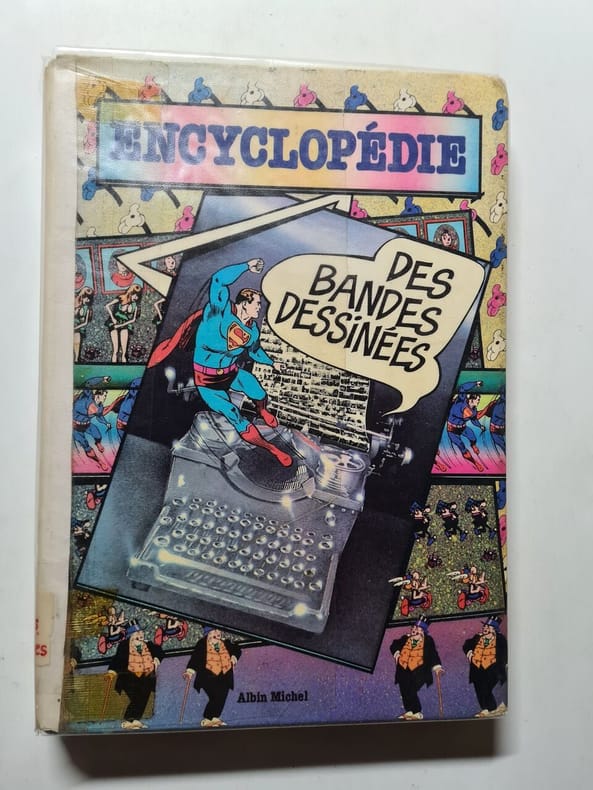 ENCYCLOPÉDIE
DES
BANDES
DESSINÉES
S
Albin Michel